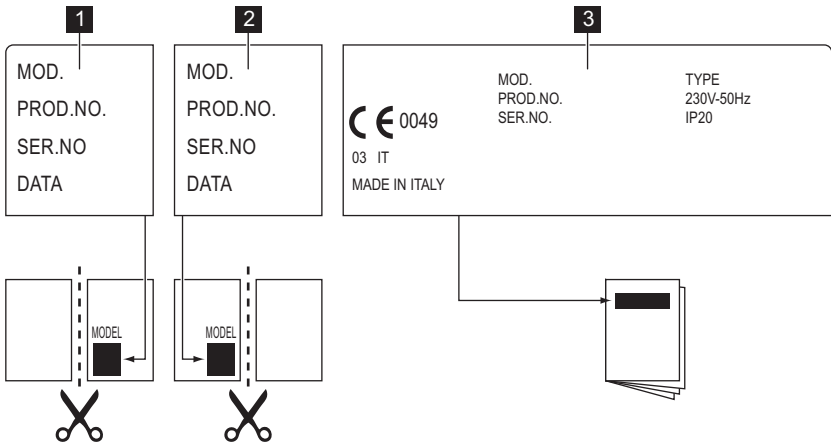 1
MOD.
PROD.NO.
SER.NO
DATA
2
MOD.
PROD.NO.
SER.NO
DATA
3
MOD. TYPE
PROD.NO. 230V-50Hz
SER.NO. IP20
CE 0049
03 IT
MADE IN ITALY
MODEL
MODEL